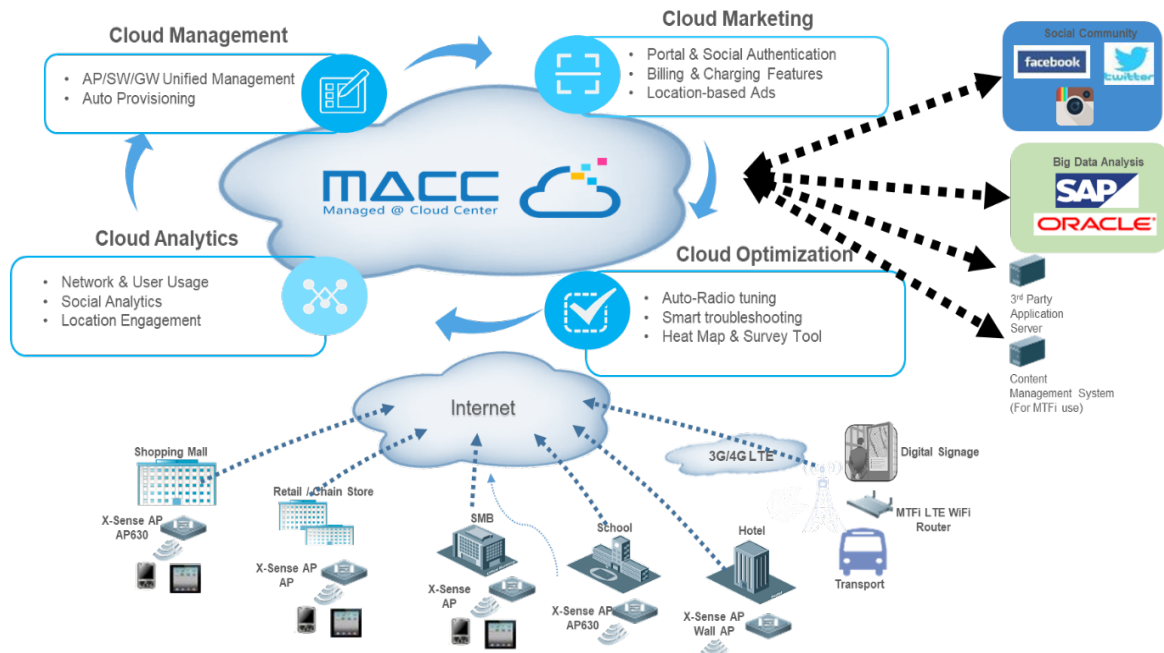 Cloud Management
• AP/SW/GW Unified Management
• Auto Provisioning
Cloud Marketing
• Portal & Social Authentication
• Billing & Charging Features
• Location-based Ads
Social Community
facebook
twitter
Big Data Analysis
SAP
ORACLE
MACC
Managed @ Cloud Center
Cloud Analytics
• Network & User Usage
• Social Analytics
• Location Engagement
Cloud Optimization
• Auto-Radio tuning
• Smart troubleshooting
• Heat Map & Survey Tool
3rd Party
Application
Server
Content
Management System
(For MTFi use)
Internet
3G/4G LTE
Shopping Mall
X-Sense AP
AP630
Retail / Chain Store
X-Sense AP
AP
SMB
X-Sense
AP
School
X-Sense AP
AP630
Hotel
X-Sense AP
Wall AP
Digital Signage
MTFi LTE WiFi
Router
Transport